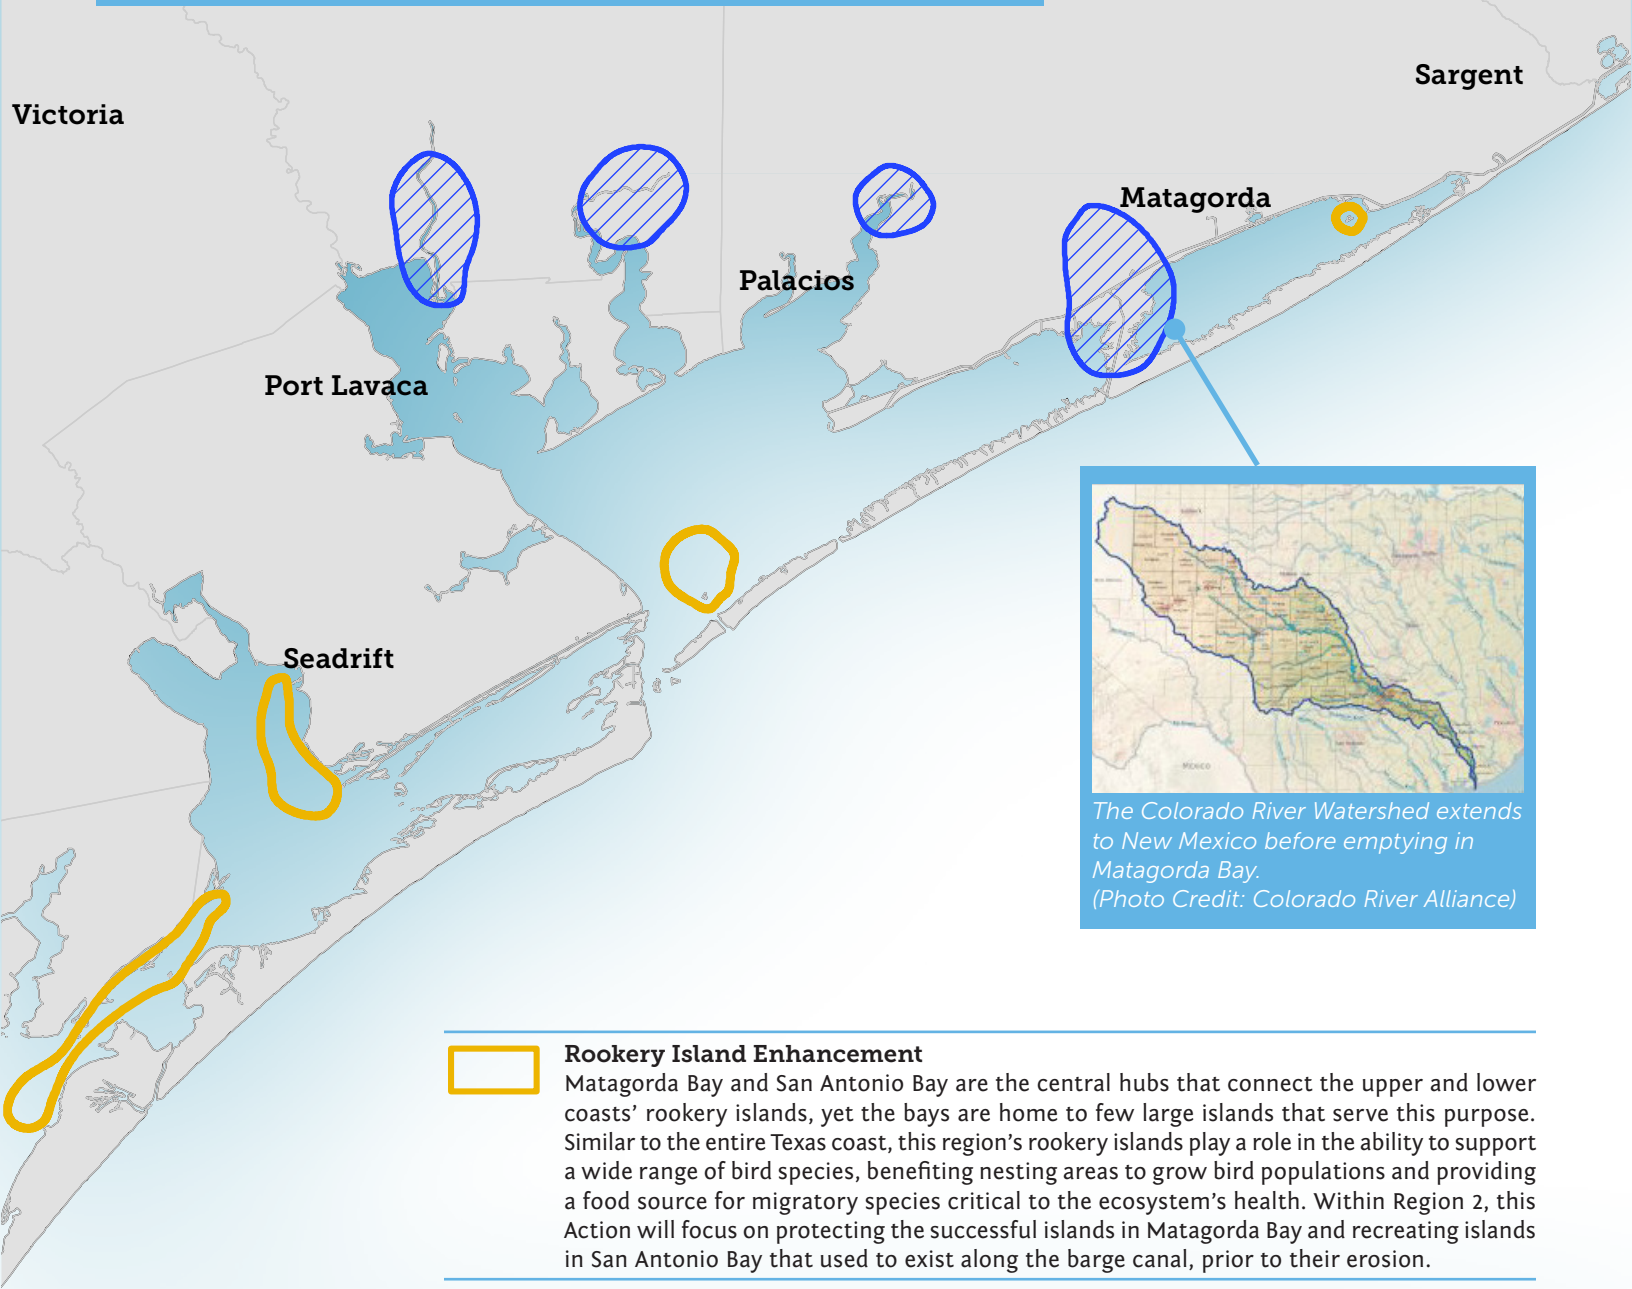 Sargent
Victoria
Matagorda
Palacios
Port Lavaca
Seadrift
MEXICO
The Colorado River Watershed extends
to New Mexico before emptying in
Matagorda Bay.
(Photo Credit: Colorado River Alliance)
Rookery Island Enhancement
Matagorda Bay and San Antonio Bay are the central hubs that connect the upper and lower
coasts’ rookery islands, yet the bays are home to few large islands that serve this purpose.
Similar to the entire Texas coast, this region’s rookery islands play a role in the ability to support
a wide range of bird species, benefiting nesting areas to grow bird populations and providing
a food source for migratory species critical to the ecosystem’s health. Within Region 2, this
Action will focus on protecting the successful islands in Matagorda Bay and recreating islands
in San Antonio Bay that used to exist along the barge canal, prior to their erosion.